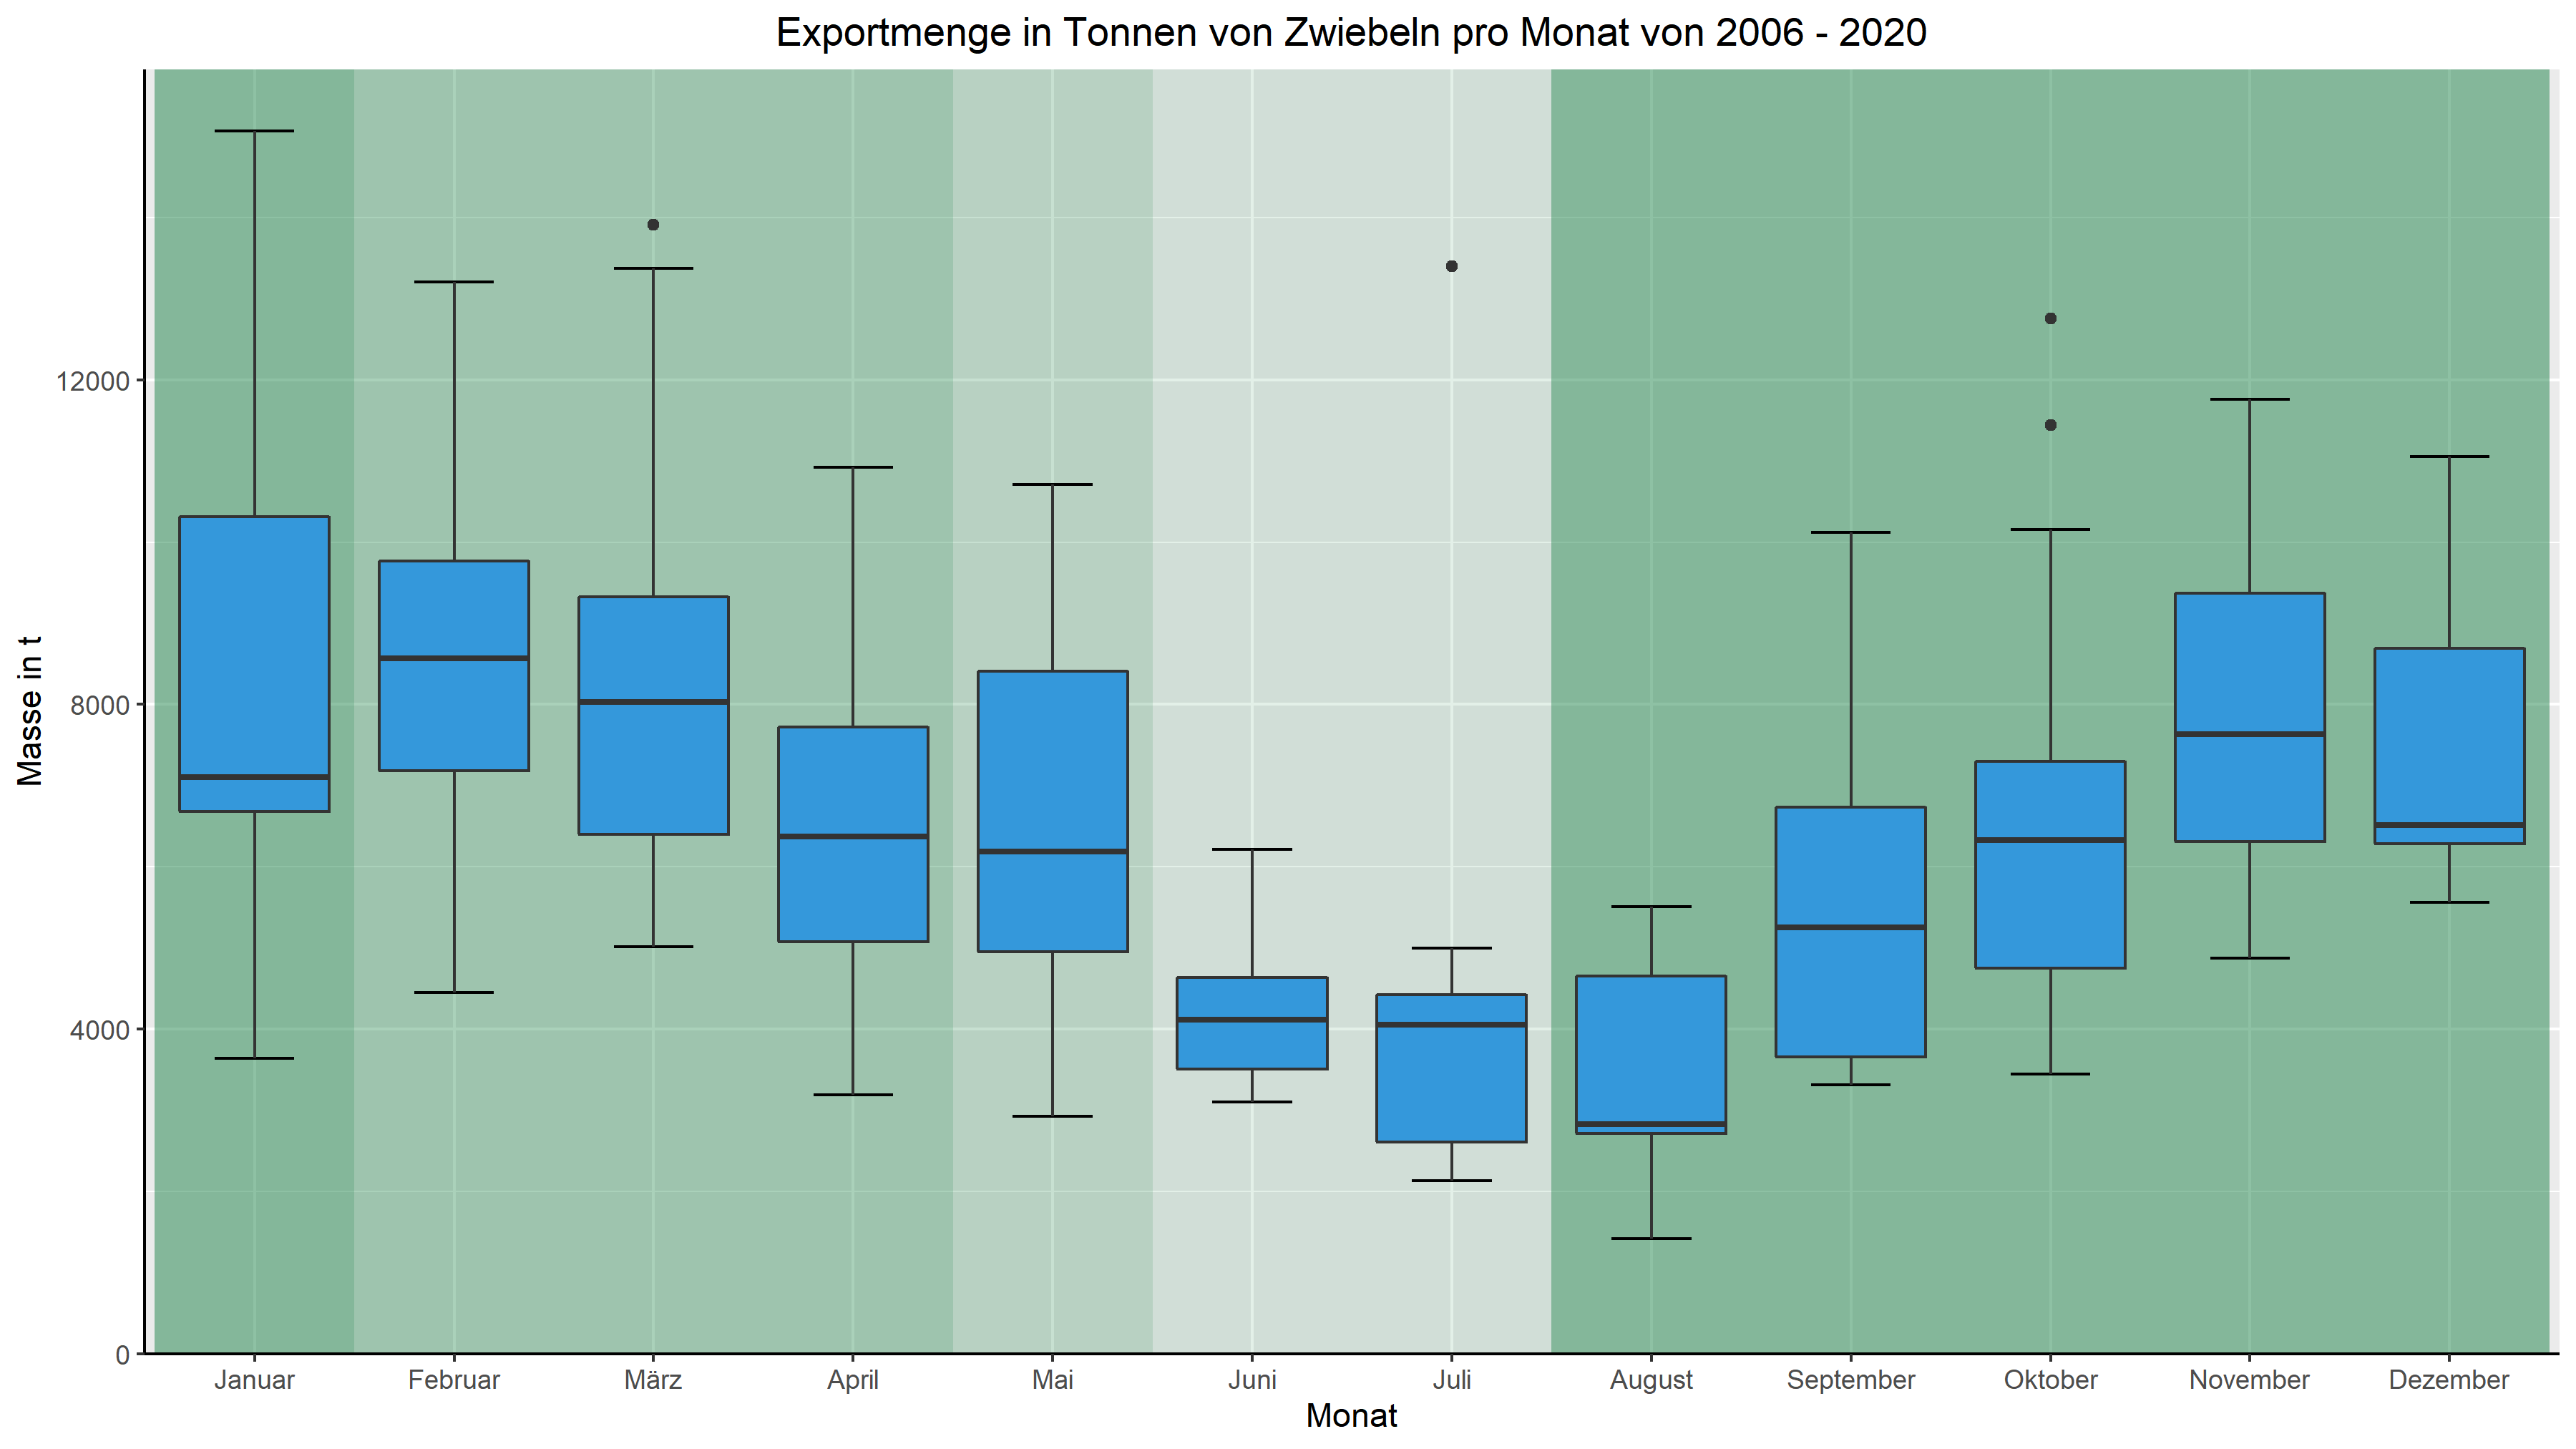 Exportmenge in Tonnen von Zwiebeln pro Monat von 2006 - 2020
Masse in t
12000
8000
4000
0
Januar Februar März April Mai Juni Juli August September Oktober November Dezember
Monat